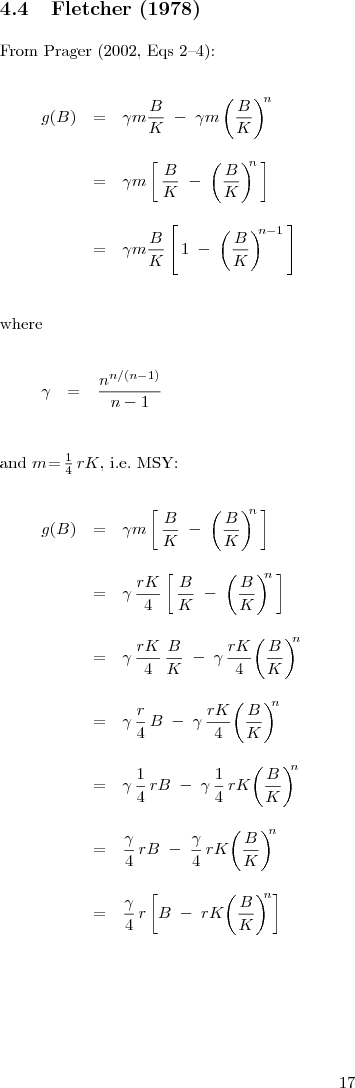 4.4 Fletcher (1978)
From Prager (2002, Eqs 2–4):
g(B) = γm B/K − γm (B/K)^n
= γm [ B/K − (B/K)^n ]
= γm B/K [ 1 − (B/K)^{n−1} ]
where
γ = n^{n/(n−1)} / (n − 1)
and m = 1/4 rK, i.e. MSY:
g(B) = γm [ B/K − (B/K)^n ]
= γ rK/4 [ B/K − (B/K)^n ]
= γ rK/4 B/K − γ rK/4 (B/K)^n
= γ r/4 B − γ rK/4 (B/K)^n
= γ 1/4 rB − γ 1/4 rK (B/K)^n
= γ/4 rB − γ/4 rK (B/K)^n
= γ/4 r [ B − rK (B/K)^n ]
17